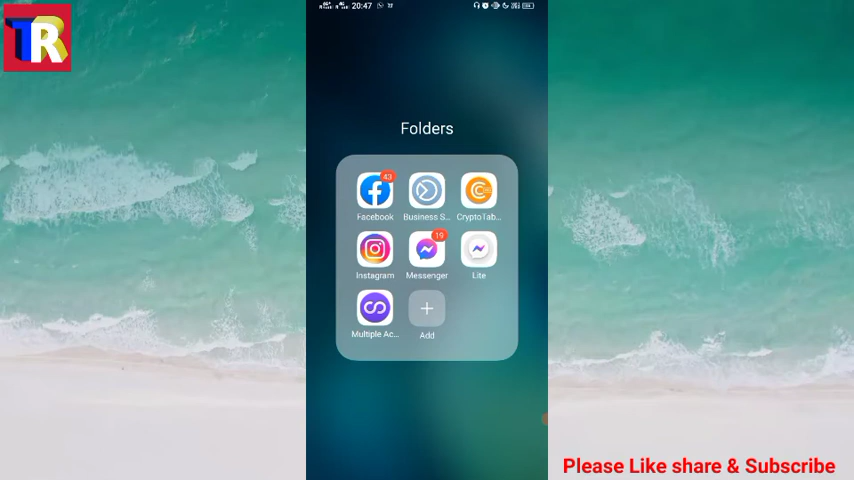 TR
20:47
Folders
43
Facebook
Business S...
CryptoTab...
Instagram
19
Messenger
Lite
Multiple Ac...
Add
Please Like share & Subscribe